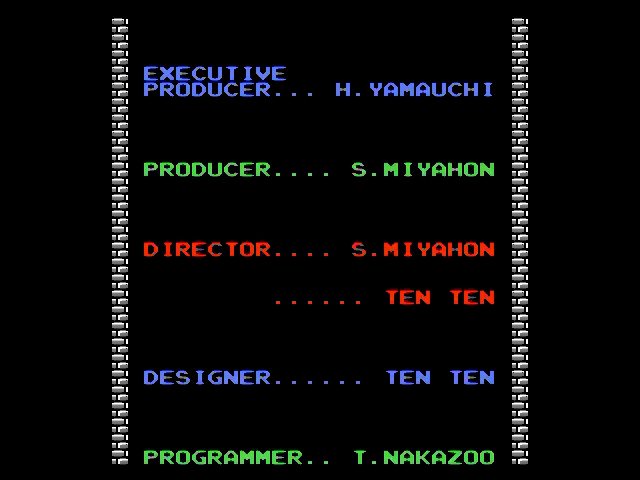 EXECUTIVE
PRODUCER... H.YAMAUCHI
PRODUCER.... S.MIYAHON
DIRECTOR.... S.MIYAHON
...... TEN TEN
DESIGNER...... TEN TEN
PROGRAMMER.. T.NAKAZOO